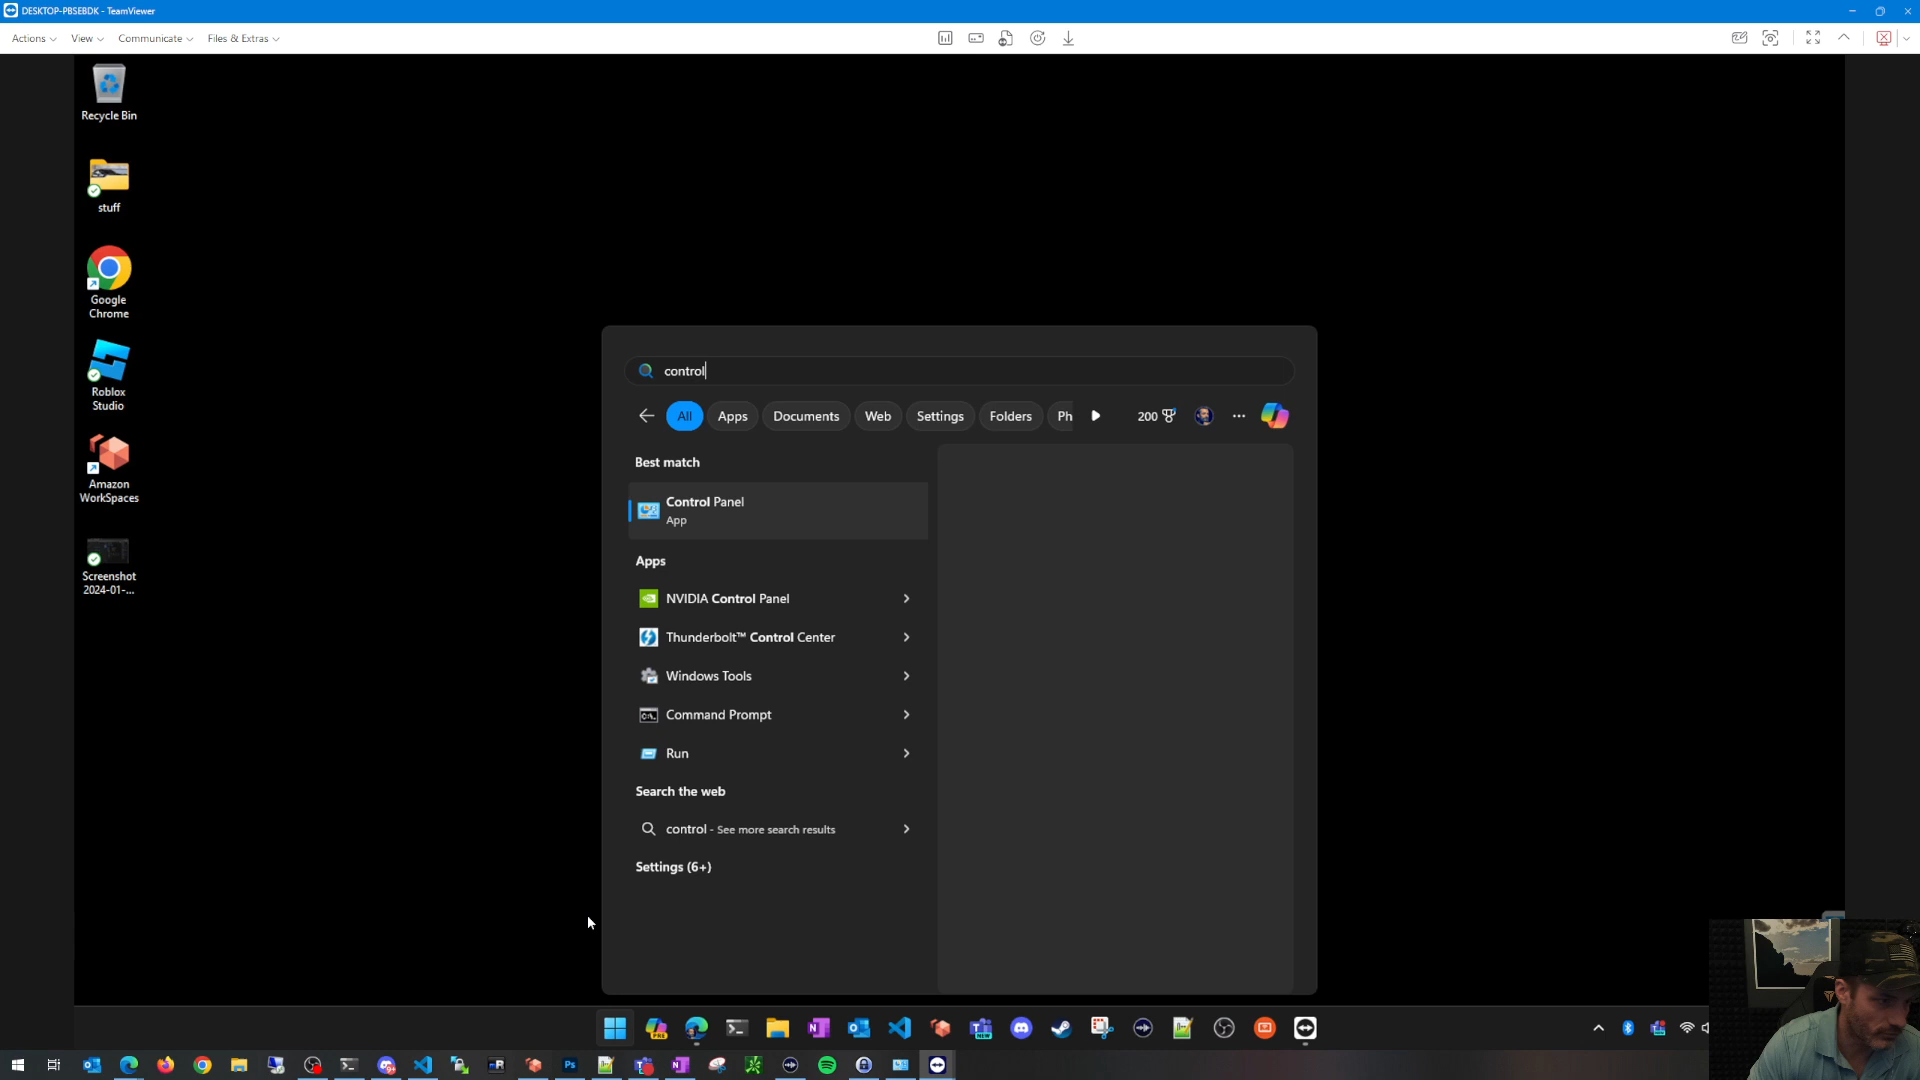 DESKTOP-PBSEBDK - TeamViewer
Actions View Communicate Files & Extras
Recycle Bin
stuff
Google
Chrome
Roblox
Studio
Amazon
WorkSpaces
Screenshot
2024-01-...
control
All Apps Documents Web Settings Folders Ph 200
Best match
Control Panel
App
Apps
NVIDIA Control Panel
Thunderbolt™ Control Center
Windows Tools
Command Prompt
Run
Search the web
control - See more search results
Settings (6+)